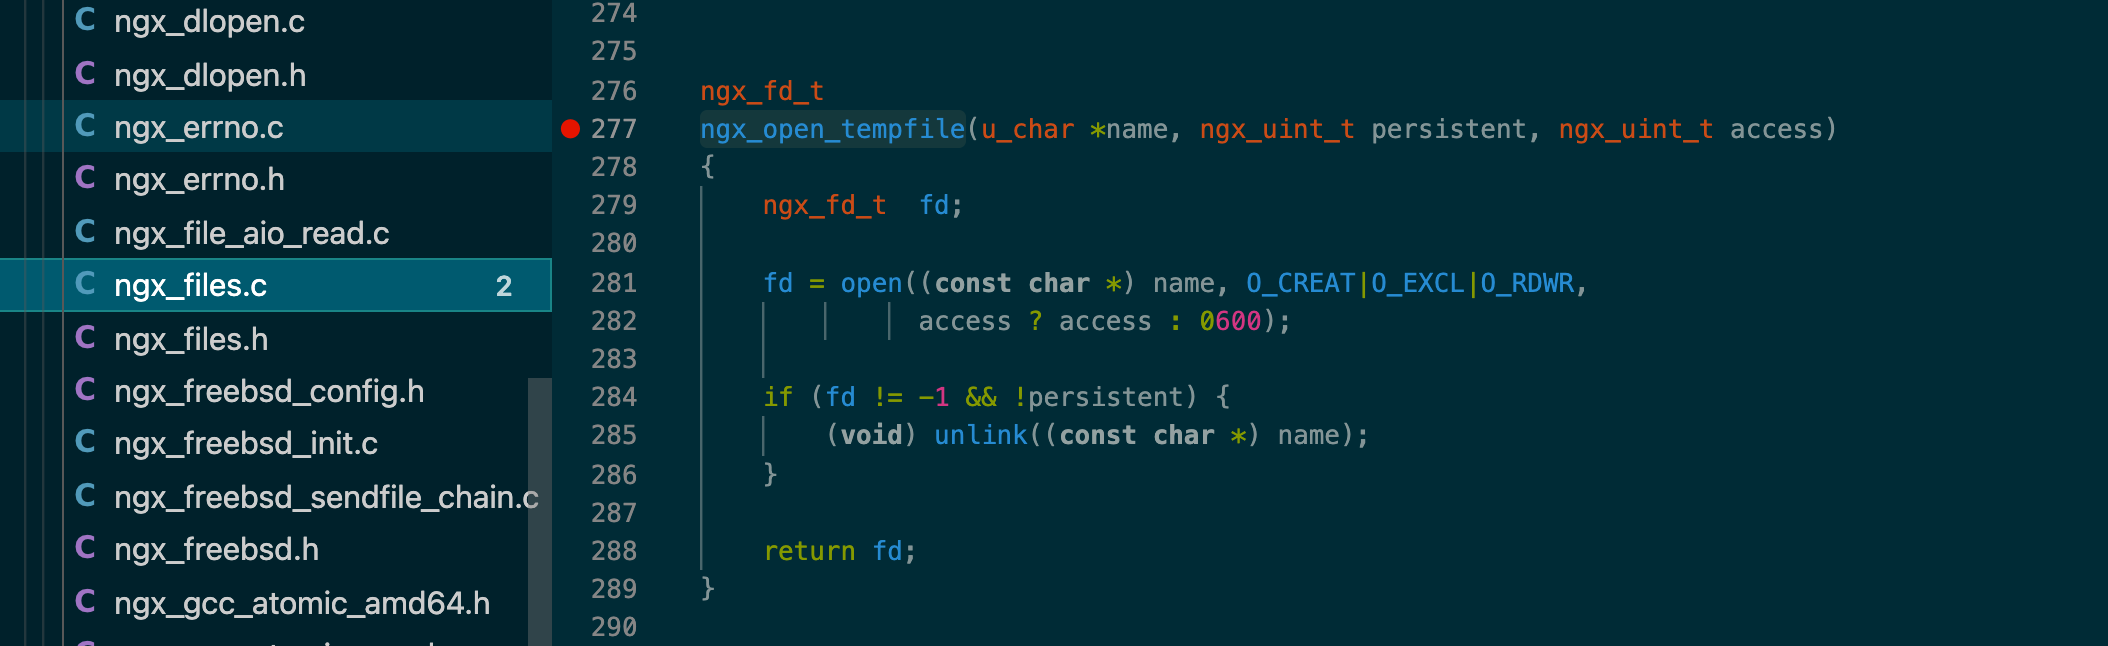 C ngx_dlopen.c
C ngx_dlopen.h
C ngx_errno.c
C ngx_errno.h
C ngx_file_aio_read.c
C ngx_files.c 2
C ngx_files.h
C ngx_freebsd_config.h
C ngx_freebsd_init.c
C ngx_freebsd_sendfile_chain.c
C ngx_freebsd.h
C ngx_gcc_atomic_amd64.h
274
275
276 ngx_fd_t
277 ngx_open_tempfile(u_char *name, ngx_uint_t persistent, ngx_uint_t access)
278 {
279     ngx_fd_t  fd;
280
281     fd = open((const char *) name, O_CREAT|O_EXCL|O_RDWR,
282               access ? access : 0600);
283
284     if (fd != -1 && !persistent) {
285         (void) unlink((const char *) name);
286     }
287
288     return fd;
289 }
290